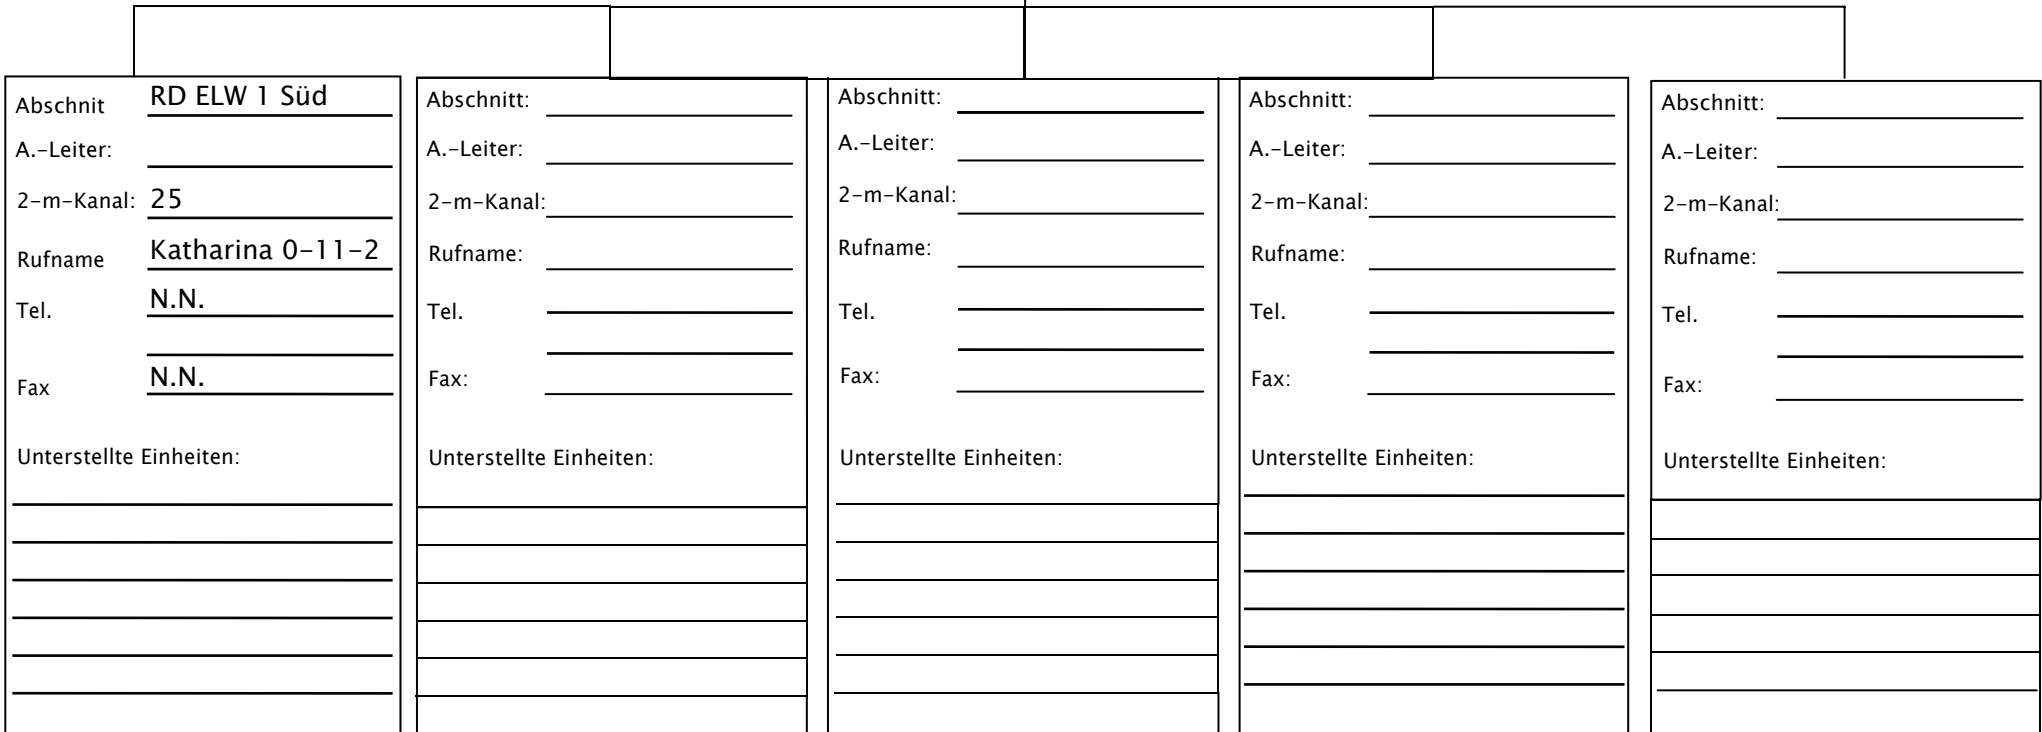 Abschnit RD ELW 1 Süd
A.-Leiter:
2-m-Kanal: 25
Rufname Katharina 0-11-2
Tel. N.N.
Fax N.N.
Unterstellte Einheiten:
Abschnitt:
A.-Leiter:
2-m-Kanal:
Rufname:
Tel.
Fax:
Unterstellte Einheiten:
Abschnitt:
A.-Leiter:
2-m-Kanal:
Rufname:
Tel.
Fax:
Unterstellte Einheiten:
Abschnitt:
A.-Leiter:
2-m-Kanal:
Rufname:
Tel.
Fax:
Unterstellte Einheiten:
Abschnitt:
A.-Leiter:
2-m-Kanal:
Rufname:
Tel.
Fax:
Unterstellte Einheiten: